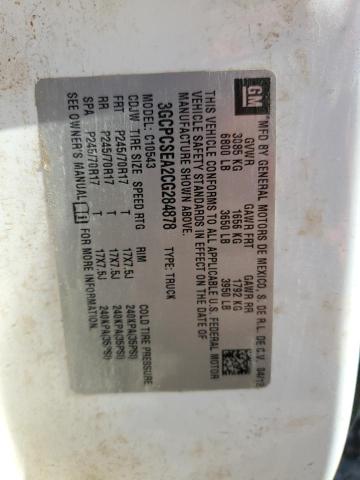 GM
MFD BY GENERAL MOTORS DE MEXICO, S. DE R.L. DE C.V. 04/12
GVWR GAWR FRT GAWR RR
3085 KG 1656 KG 1792 KG
6800 LB 3650 LB 3950 LB
THIS VEHICLE CONFORMS TO ALL APPLICABLE U.S. FEDERAL MOTOR
VEHICLE SAFETY STANDARDS IN EFFECT ON THE DATE OF
MANUFACTURE SHOWN ABOVE.
3GCPCSEA2CG284878 TYPE: TRUCK
MODEL: C10543
CDJW TIRE SIZE SPEED RTG RIM COLD TIRE PRESSURE
FRT P245/70R17 T 17X7.5J 240KPA(35PSI)
RR P245/70R17 T 17X7.5J 240KPA(35PSI)
SPA P245/70R17 T 17X7.5J 240KPA(35PSI)
SEE OWNER'S MANUAL FOR MORE INFORMATION.